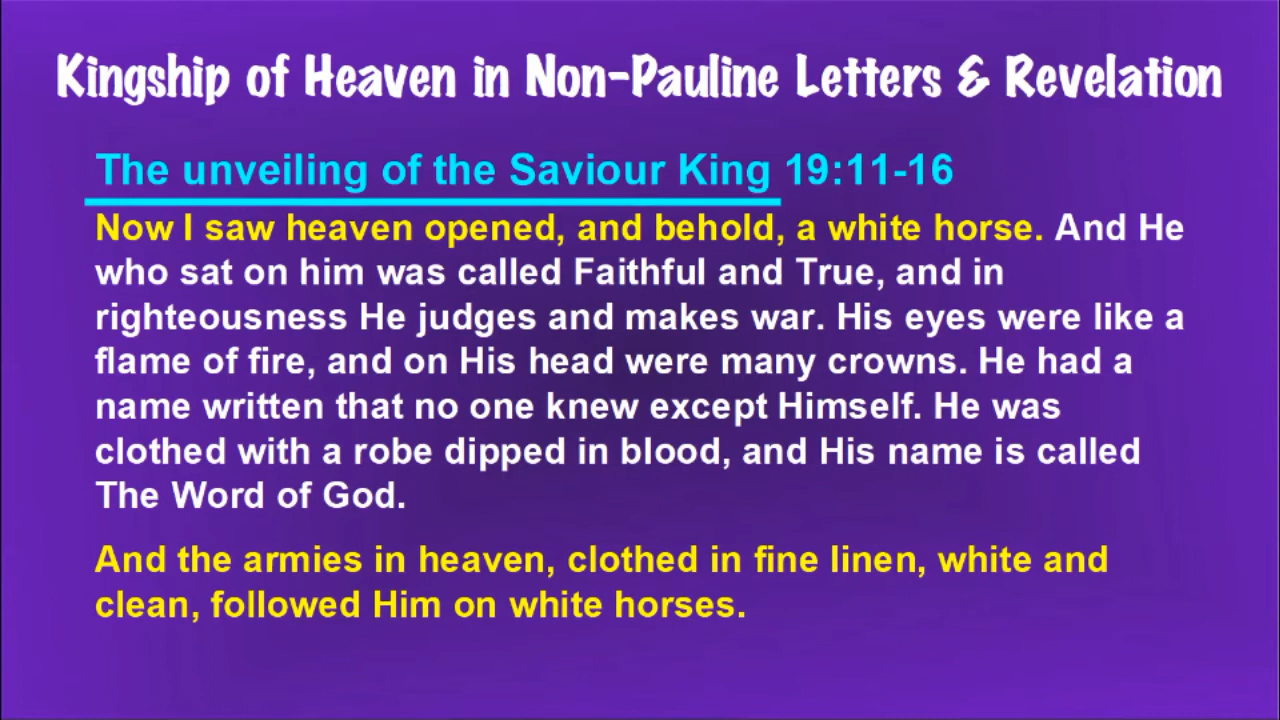 Kingship of Heaven in Non-Pauline Letters & Revelation
The unveiling of the Saviour King 19:11-16
Now I saw heaven opened, and behold, a white horse. And He
who sat on him was called Faithful and True, and in
righteousness He judges and makes war. His eyes were like a
flame of fire, and on His head were many crowns. He had a
name written that no one knew except Himself. He was
clothed with a robe dipped in blood, and His name is called
The Word of God.
And the armies in heaven, clothed in fine linen, white and
clean, followed Him on white horses.